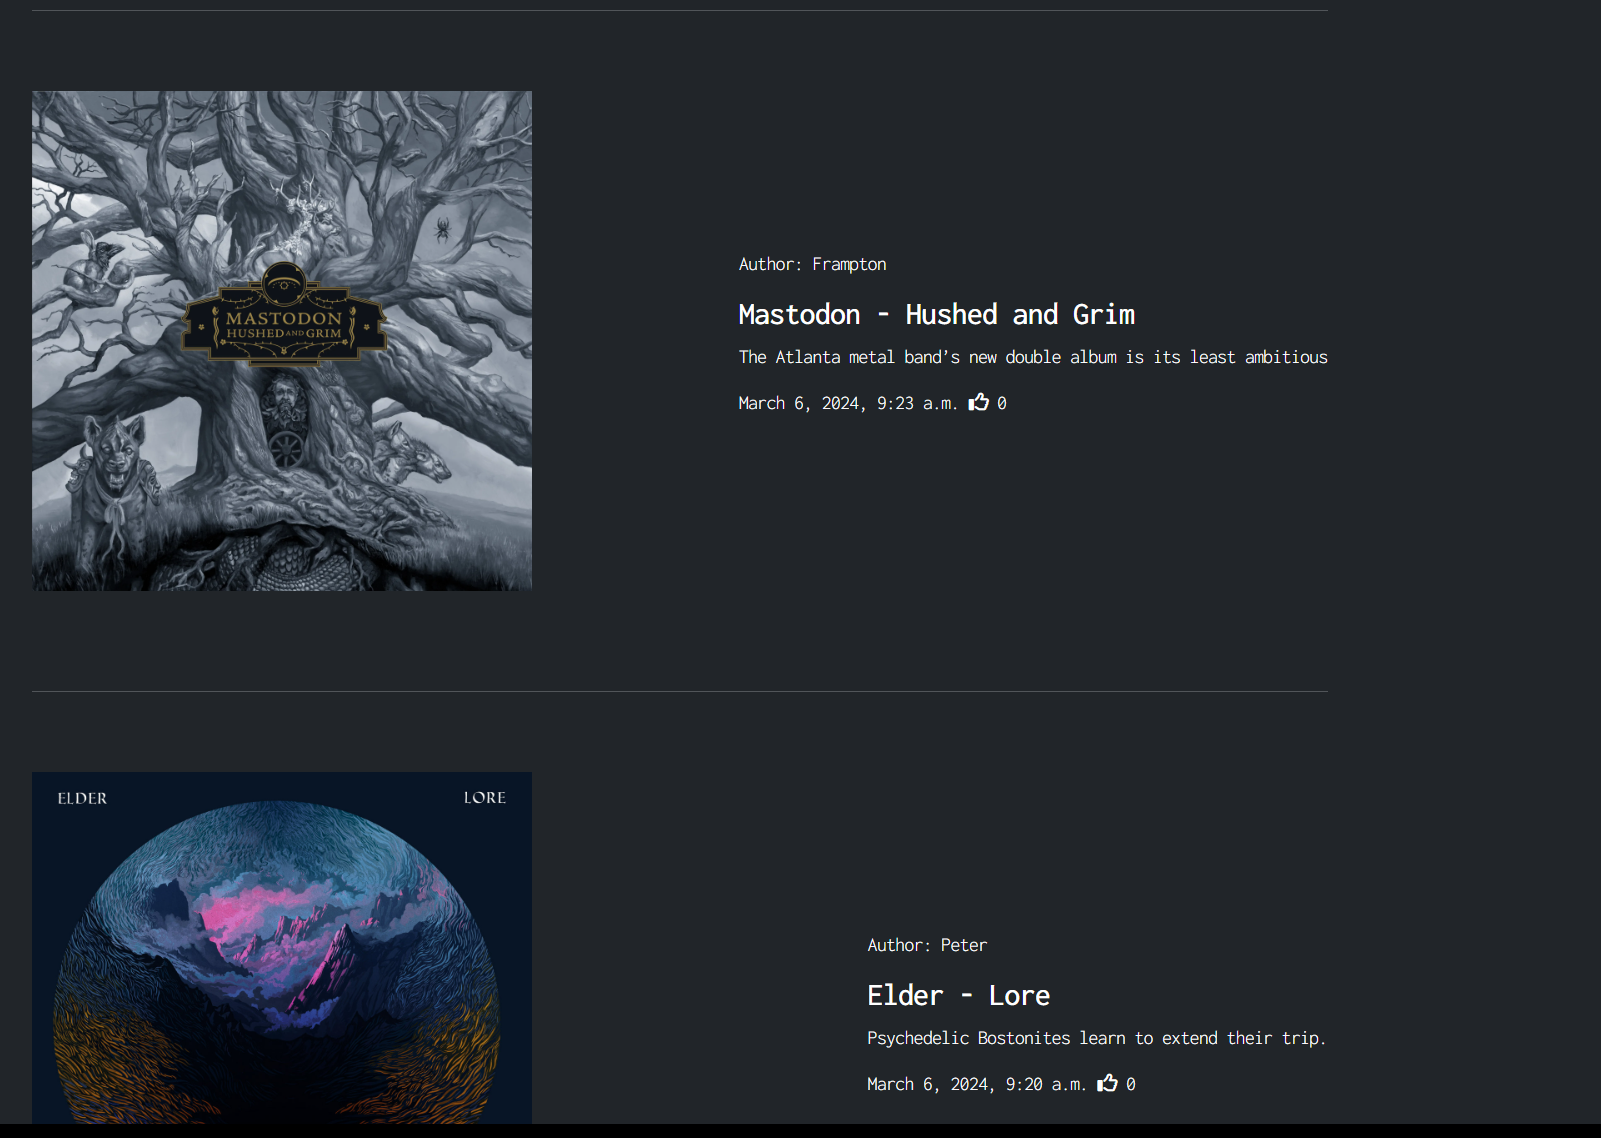 MASTODON
HUSHED AND GRIM
Author: Frampton
Mastodon - Hushed and Grim
The Atlanta metal band’s new double album is its least ambitious
March 6, 2024, 9:23 a.m. 0
ELDER LORE
Author: Peter
Elder - Lore
Psychedelic Bostonites learn to extend their trip.
March 6, 2024, 9:20 a.m. 0